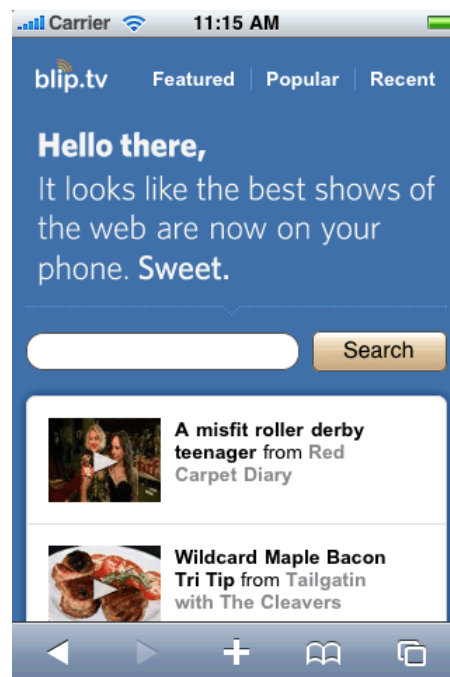 Carrier 11:15 AM
blip.tv Featured Popular Recent
Hello there,
It looks like the best shows of
the web are now on your
phone. Sweet.
Search
A misfit roller derby
teenager from Red
Carpet Diary
Wildcard Maple Bacon
Tri Tip from Tailgatin
with The Cleavers